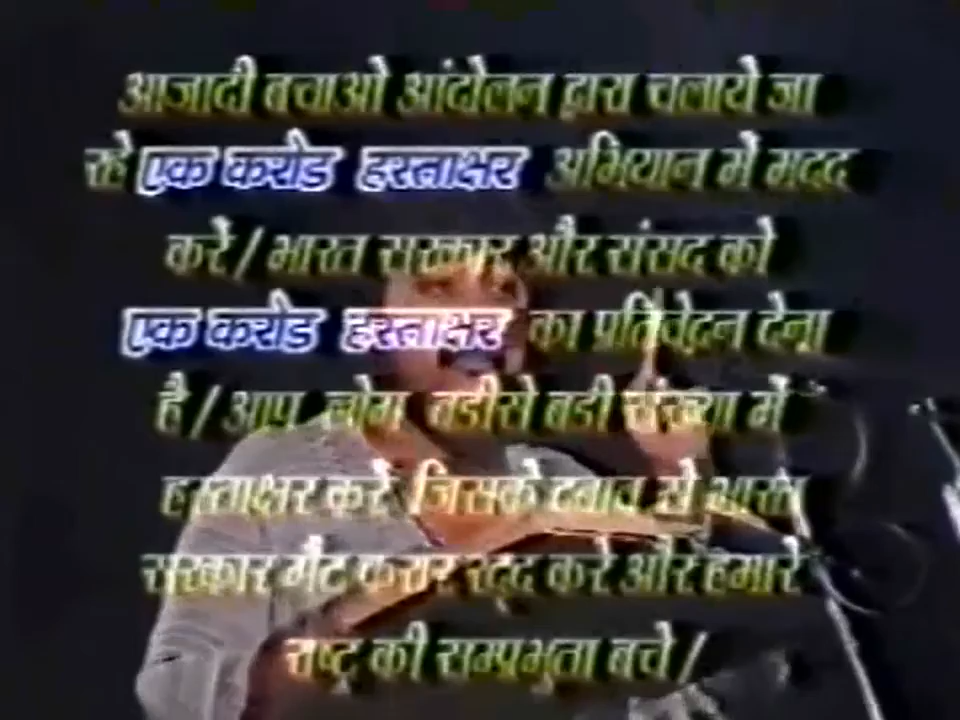 आजादी बचाओ आंदोलन द्वारा चलाये जा
रहे एक करोड हस्ताक्षर अभियान में मदद
करें / भारत सरकार और संसद को
एक करोड हस्ताक्षर का प्रतिवेदन देना
है / आप लोग बडीसे बडी संख्या में
हस्ताक्षर करें जिसके दबाव से भारत
सरकार गैट करार रद्द करे और हमारे
राष्ट्र की सम्प्रभुता बचे /